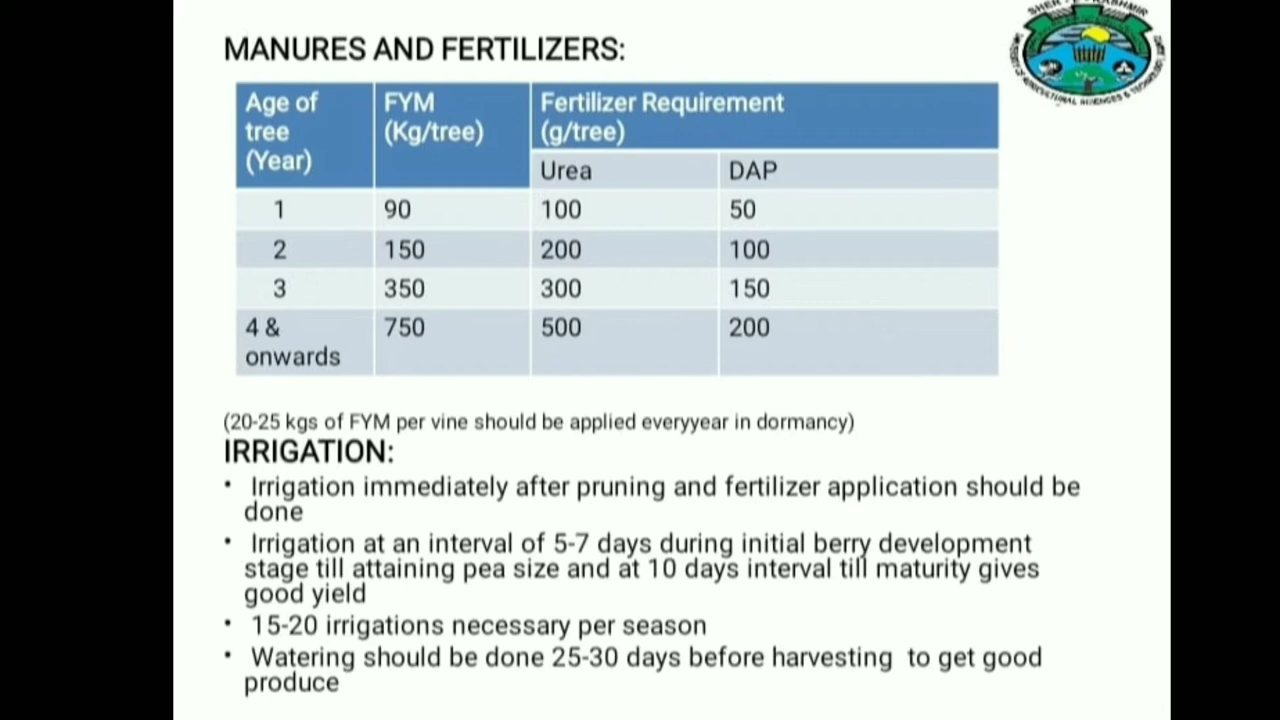 SHER-E-KASHMIR
MANURES AND FERTILIZERS:
Age of tree (Year) FYM (Kg/tree) Fertilizer Requirement (g/tree)
Urea DAP
1 90 100 50
2 150 200 100
3 350 300 150
4 & onwards 750 500 200
(20-25 kgs of FYM per vine should be applied everyyear in dormancy)
IRRIGATION:
• Irrigation immediately after pruning and fertilizer application should be
done
• Irrigation at an interval of 5-7 days during initial berry development
stage till attaining pea size and at 10 days interval till maturity gives
good yield
• 15-20 irrigations necessary per season
• Watering should be done 25-30 days before harvesting to get good
produce